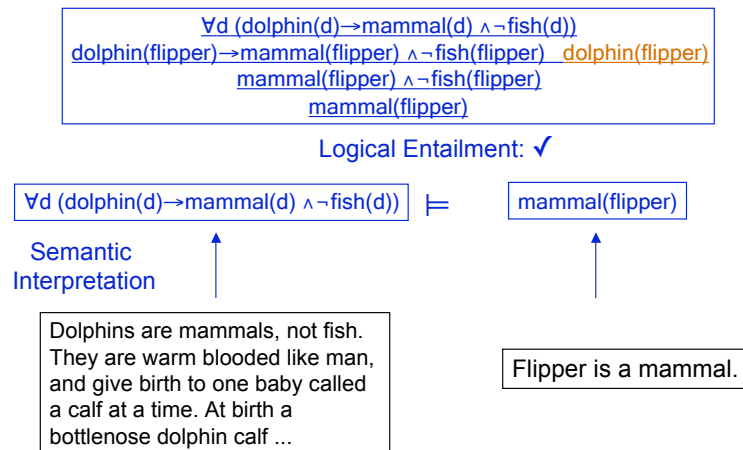 ∀d (dolphin(d)→mammal(d) ∧¬fish(d))
dolphin(flipper)→mammal(flipper) ∧¬fish(flipper) dolphin(flipper)
mammal(flipper) ∧¬fish(flipper)
mammal(flipper)
Logical Entailment: ✓
∀d (dolphin(d)→mammal(d) ∧¬fish(d)) ⊨ mammal(flipper)
Semantic
Interpretation
Dolphins are mammals, not fish.
They are warm blooded like man,
and give birth to one baby called
a calf at a time. At birth a
bottlenose dolphin calf ...
Flipper is a mammal.